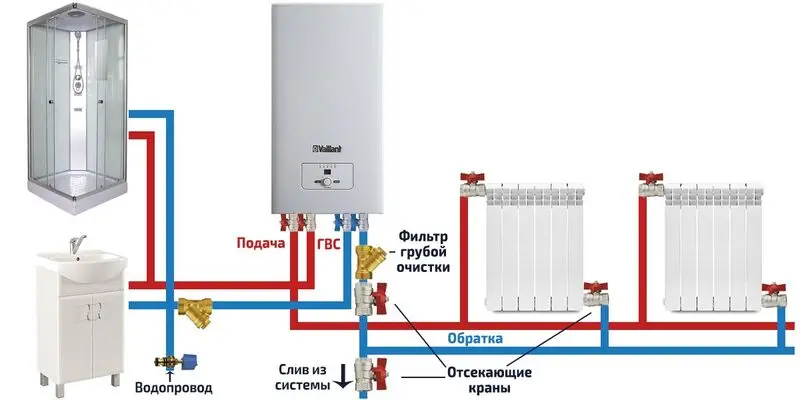 Vaillant
Подача
ГВС
Фильтр
грубой
очистки
Обратка
Отсекающие
краны
Слив из
системы
Водопровод